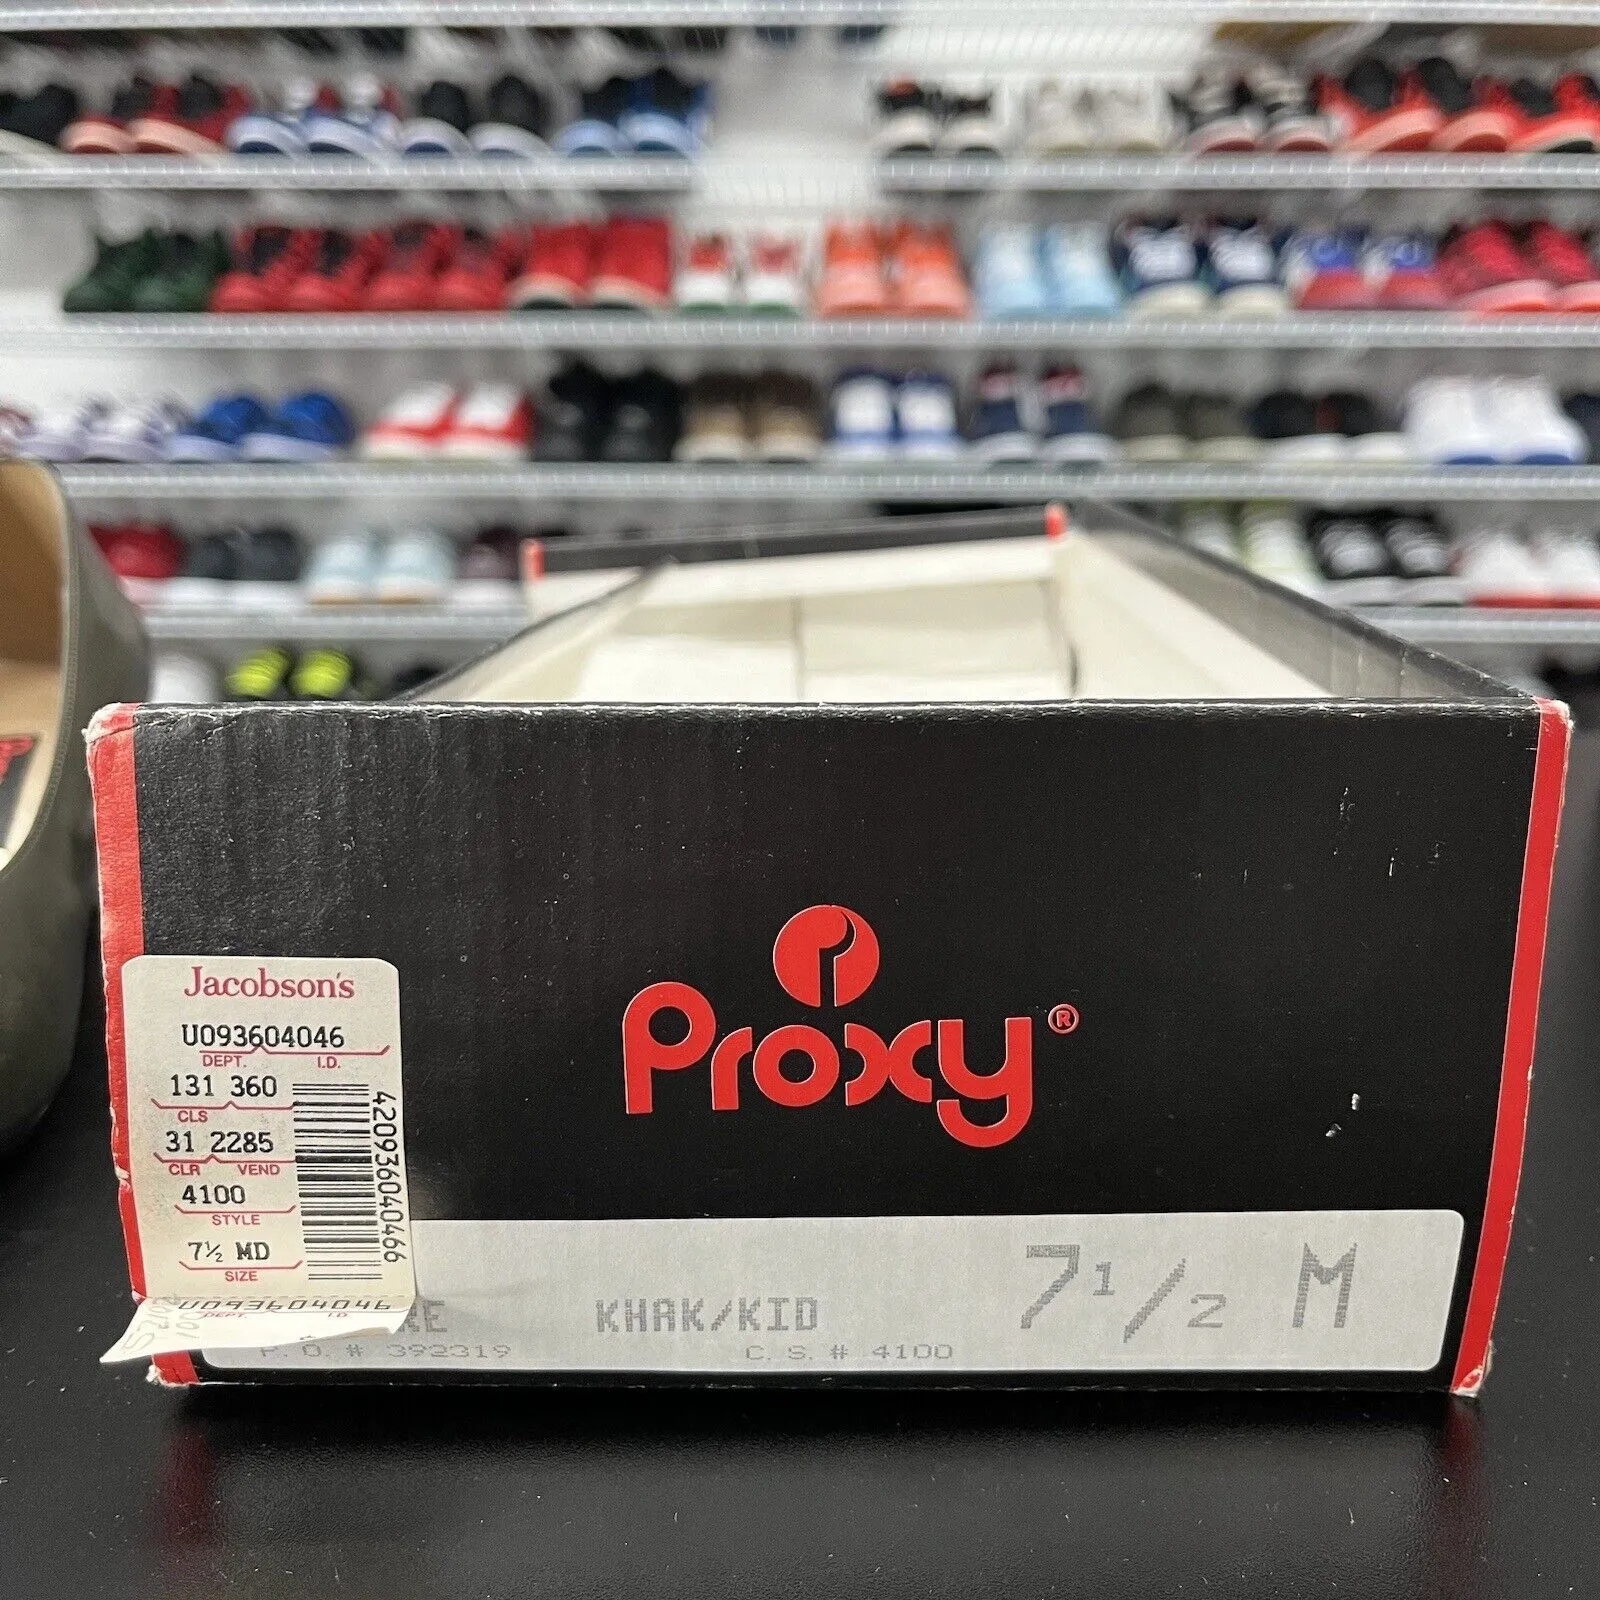 Proxy®
Jacobson's
U093604046
DEPT. I.D.
131 360
CLS
31 2285
CLR VEND
4100
STYLE
7½ MD
SIZE
420936040466
U093604046
DEPT. I.D.
KHAK/KID
7 1/2 M
P. O. # 392319
C. S. # 4100